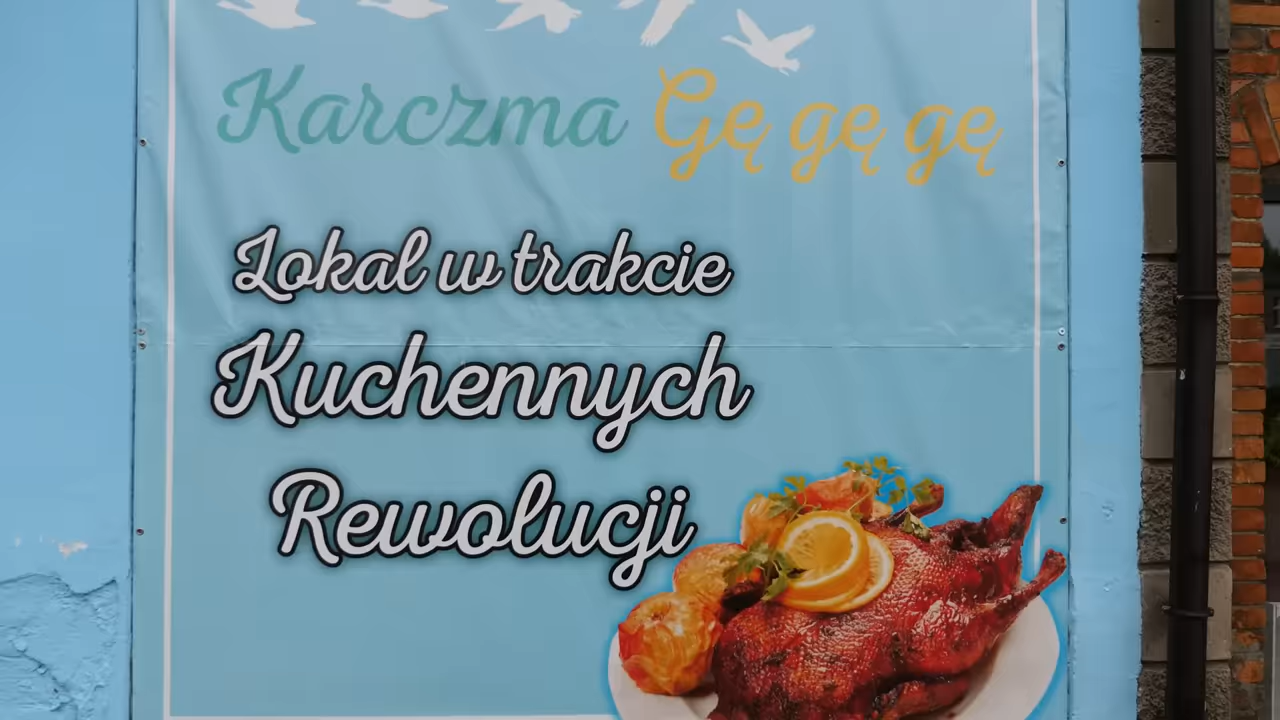 Karczma Gę gę gę
Lokal w trakcie
Kuchennych
Rewolucji